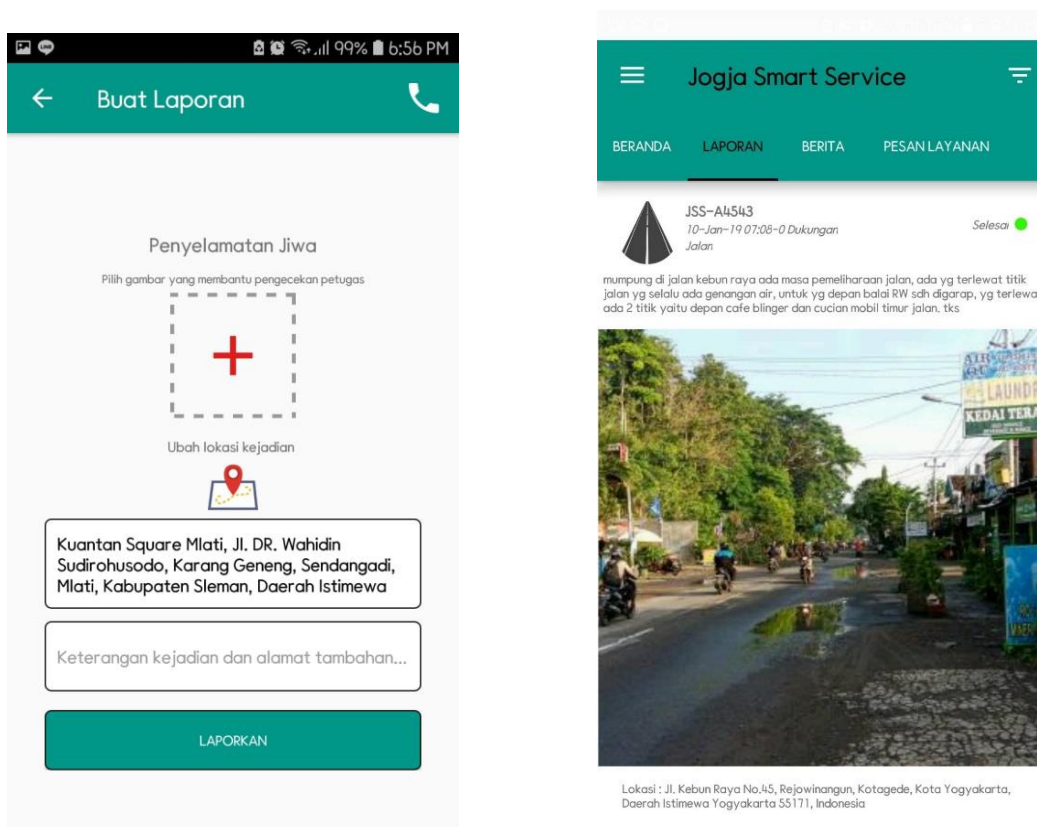 99% 6:56 PM
Buat Laporan
Penyelamatan Jiwa
Pilih gambar yang membantu pengecekan petugas
Ubah lokasi kejadian
Kuantan Square Mlati, Jl. DR. Wahidin
Sudirohusodo, Karang Geneng, Sendangadi,
Mlati, Kabupaten Sleman, Daerah Istimewa
Keterangan kejadian dan alamat tambahan...
LAPORKAN
Jogja Smart Service
BERANDA LAPORAN BERITA PESAN LAYANAN
JSS-A4543
10-Jan-19 07:08-0 Dukungan
Jalan
Selesai
mumpung di jalan kebun raya ada masa pemeliharaan jalan, ada yg terlewat titik
jalan yg selalu ada genangan air, untuk yg depan balai RW sdh digarap, yg terlewa
ada 2 titik yaitu depan cafe blinger dan cucian mobil timur jalan. tks
LAUNDR
KEDAI TERA
Lokasi : Jl. Kebun Raya No.45, Rejowinangun, Kotagede, Kota Yogyakarta,
Daerah Istimewa Yogyakarta 55171, Indonesia